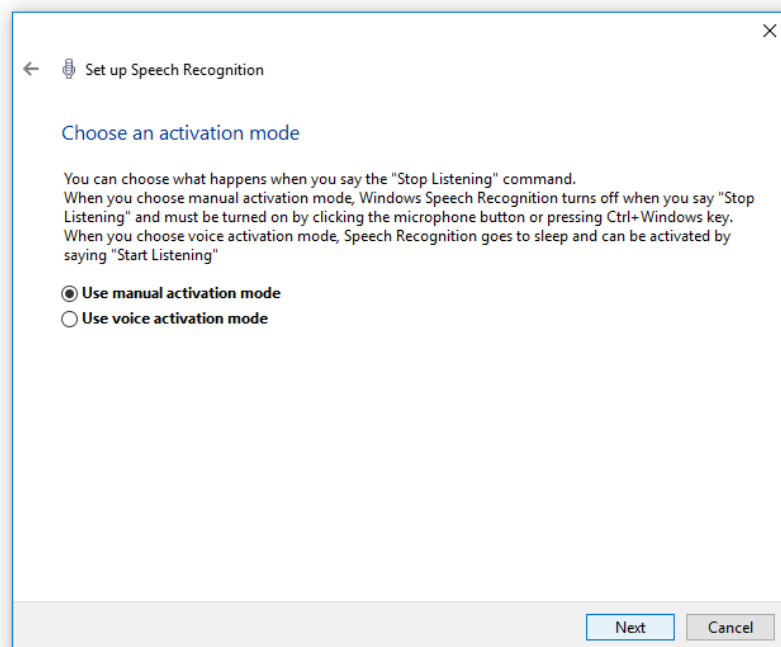 Set up Speech Recognition
Choose an activation mode
You can choose what happens when you say the "Stop Listening" command.
When you choose manual activation mode, Windows Speech Recognition turns off when you say "Stop
Listening" and must be turned on by clicking the microphone button or pressing Ctrl+Windows key.
When you choose voice activation mode, Speech Recognition goes to sleep and can be activated by
saying "Start Listening"
Use manual activation mode
Use voice activation mode
Next Cancel